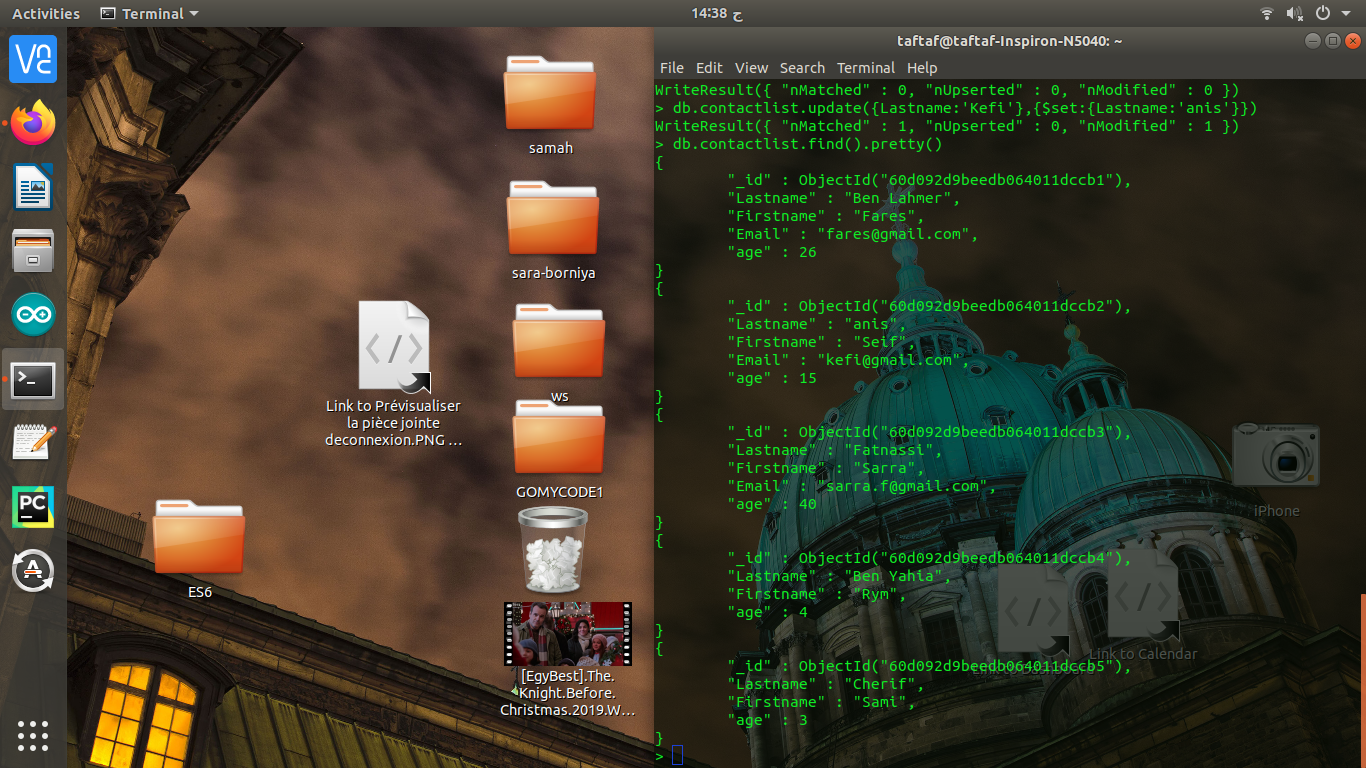 Activities
Terminal
14:38 ج
taftaf@taftaf-Inspiron-N5040: ~
File Edit View Search Terminal Help
WriteResult({ "nMatched" : 0, "nUpserted" : 0, "nModified" : 0 })
> db.contactlist.update({Lastname:'Kefi'},{$set:{Lastname:'anis'}})
WriteResult({ "nMatched" : 1, "nUpserted" : 0, "nModified" : 1 })
> db.contactlist.find().pretty()
{
"_id" : ObjectId("60d092d9beedb064011dccb1"),
"Lastname" : "Ben Lahmer",
"Firstname" : "Fares",
"Email" : "fares@gmail.com",
"age" : 26
}
{
"_id" : ObjectId("60d092d9beedb064011dccb2"),
"Lastname" : "anis",
"Firstname" : "Seif",
"Email" : "kefi@gmail.com",
"age" : 15
}
{
"_id" : ObjectId("60d092d9beedb064011dccb3"),
"Lastname" : "Fatnassi",
"Firstname" : "Sarra",
"Email" : "sarra.f@gmail.com",
"age" : 40
}
{
"_id" : ObjectId("60d092d9beedb064011dccb4"),
"Lastname" : "Ben Yahia",
"Firstname" : "Rym",
"age" : 4
}
{
"_id" : ObjectId("60d092d9beedb064011dccb5"),
"Lastname" : "Cherif",
"Firstname" : "Sami",
"age" : 3
}
>
samah
sara-borniya
ws
GOMYCODE1
Link to Prévisualiser
la pièce jointe
deconnexion.PNG ...
ES6
[EgyBest].The.
Knight.Before.
Christmas.2019.W...
iPhone
Link to Calendar
VNC
PC
A